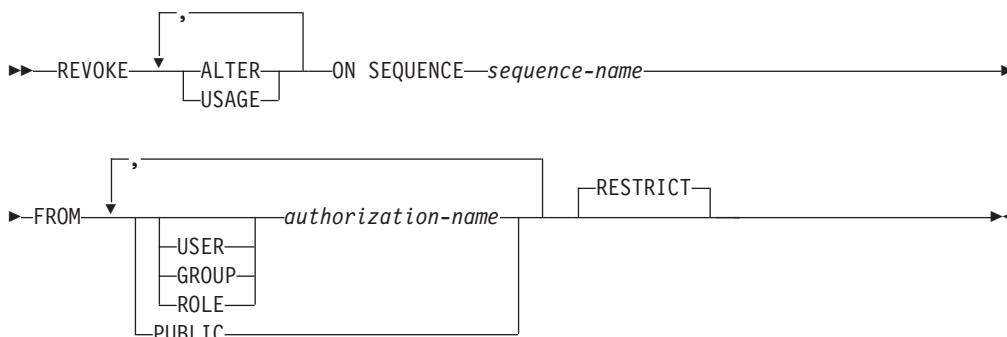 ,
REVOKE ALTER ON SEQUENCE sequence-name
USAGE
,
RESTRICT
FROM authorization-name
USER
GROUP
ROLE
PUBLIC